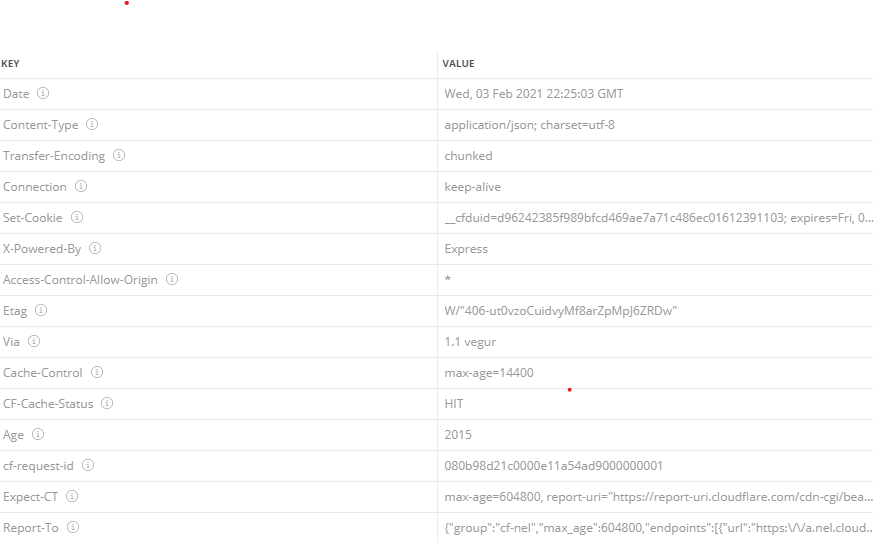 KEY VALUE
Date Wed, 03 Feb 2021 22:25:03 GMT
Content-Type application/json; charset=utf-8
Transfer-Encoding chunked
Connection keep-alive
Set-Cookie __cfduid=d96242385f989bfcd469ae7a71c486ec01612391103; expires=Fri, 0...
X-Powered-By Express
Access-Control-Allow-Origin *
Etag W/"406-ut0vzoCuidvyMf8arZpMpJ6ZRDw"
Via 1.1 vegur
Cache-Control max-age=14400
CF-Cache-Status HIT
Age 2015
cf-request-id 080b98d21c0000e11a54ad9000000001
Expect-CT max-age=604800, report-uri="https://report-uri.cloudflare.com/cdn-cgi/bea...
Report-To {"group":"cf-nel","max_age":604800,"endpoints":[{"url":"https:\/\/a.nel.cloud...